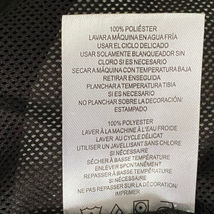 100% POLIÉSTER
LAVAR A MÁQUINA EN AGUA FRÍA
USAR EL CICLO DELICADO
USAR SOLAMENTE BLANQUEADOR SIN
CLORO SI ES NECESARIO
SECAR A MÁQUINA CON TEMPERATURA BAJA
RETIRAR ENSEGUIDA
PLANCHAR A TEMPERATURA TIBIA
SI ES NECESARIO
NO PLANCHAR SOBRE LA DECORACIÓN/
ESTAMPADO
100% POLYESTER
LAVER À LA MACHINE À L'EAU FROIDE
LAVER AU CYCLE DÉLICAT
UTILISER UN JAVELLISANT SANS CHLORE
AU BESOIN
SÉCHER À BASSE TEMPÉRATURE
ENLEVER SPONTANÉMENT
REPASSER À BASSE TEMPÉRATURE
SI NÉCESSAIRE
NE PAS REPASSER SUR LA DÉCORATION/
IMPRIMER